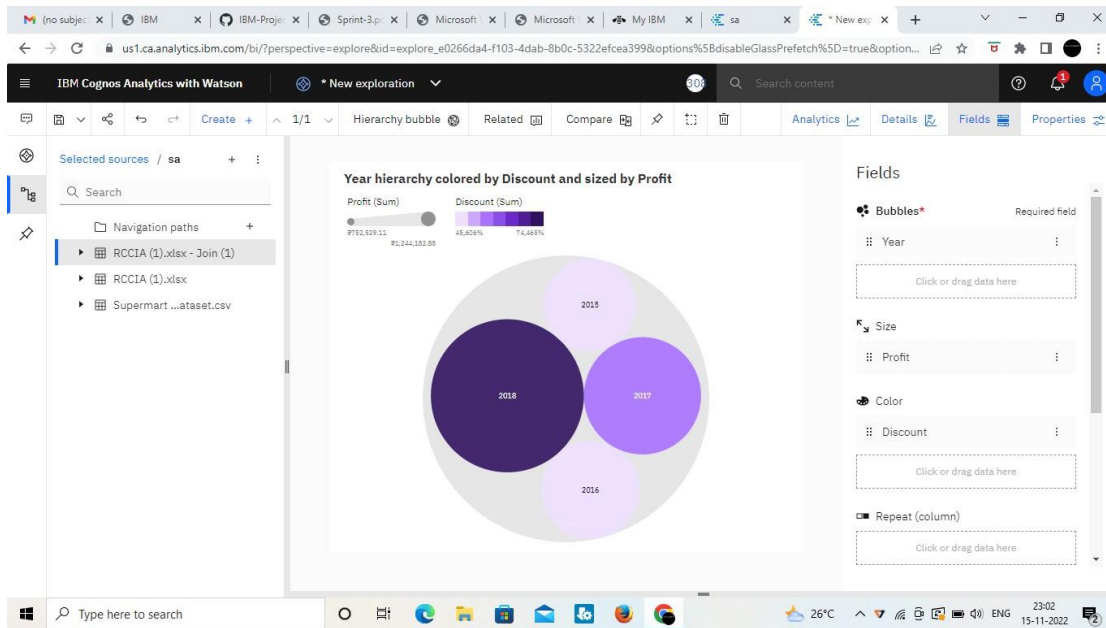 (no subjec
IBM
IBM-Projec
Sprint-3.pd
Microsoft
Microsoft
My IBM
sa
* New exp
us1.ca.analytics.ibm.com/bi/?perspective=explore&id=explore_e0266da4-f103-4dab-8b0c-5322efcea399&options%5BdisableGlassPrefetch%5D=true&option...
IBM Cognos Analytics with Watson
* New exploration
Search content
1
Create +
1/1
Hierarchy bubble
Related
Compare
Analytics
Details
Fields
Properties
Selected sources / sa
Search
Navigation paths
RCCIA (1).xlsx - Join (1)
RCCIA (1).xlsx
Supermart ...ataset.csv
Year hierarchy colored by Discount and sized by Profit
Profit (Sum)
Discount (Sum)
₹752,529.11
₹1,244,182.88
45,606%
74,465%
2015
2018
2017
2016
Fields
Bubbles*
Required field
Year
Click or drag data here
Size
Profit
Color
Discount
Click or drag data here
Repeat (column)
Click or drag data here
Type here to search
26°C
ENG
23:02
15-11-2022
2